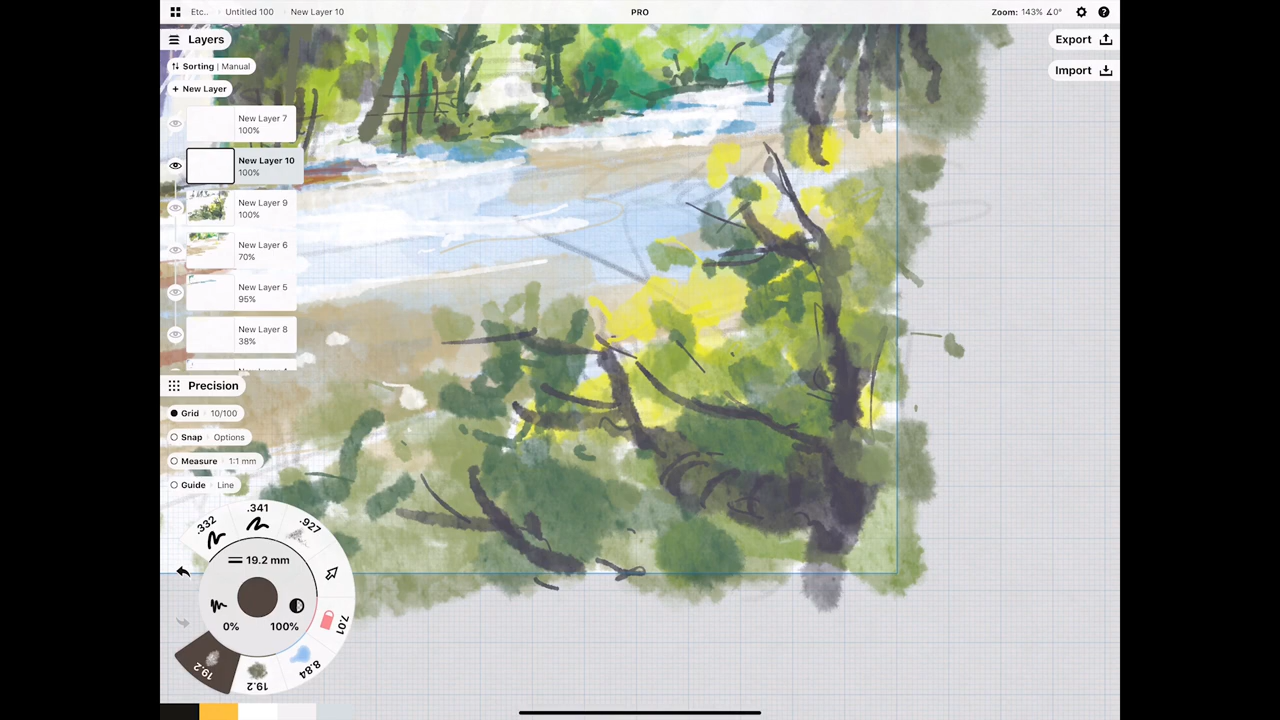 Etc.. Untitled 100 New Layer 10 PRO Zoom: 143% ∠0°
Layers
Export
Sorting | Manual
Import
+ New Layer
New Layer 7
100%
New Layer 10
100%
New Layer 9
100%
New Layer 6
70%
New Layer 5
95%
New Layer 8
38%
Precision
Grid · 10/100
Snap · Options
Measure · 1:1 mm
Guide · Line
.332
.341
.927
19.2 mm
0%
100%
7.01
8.84
19.2
19.2